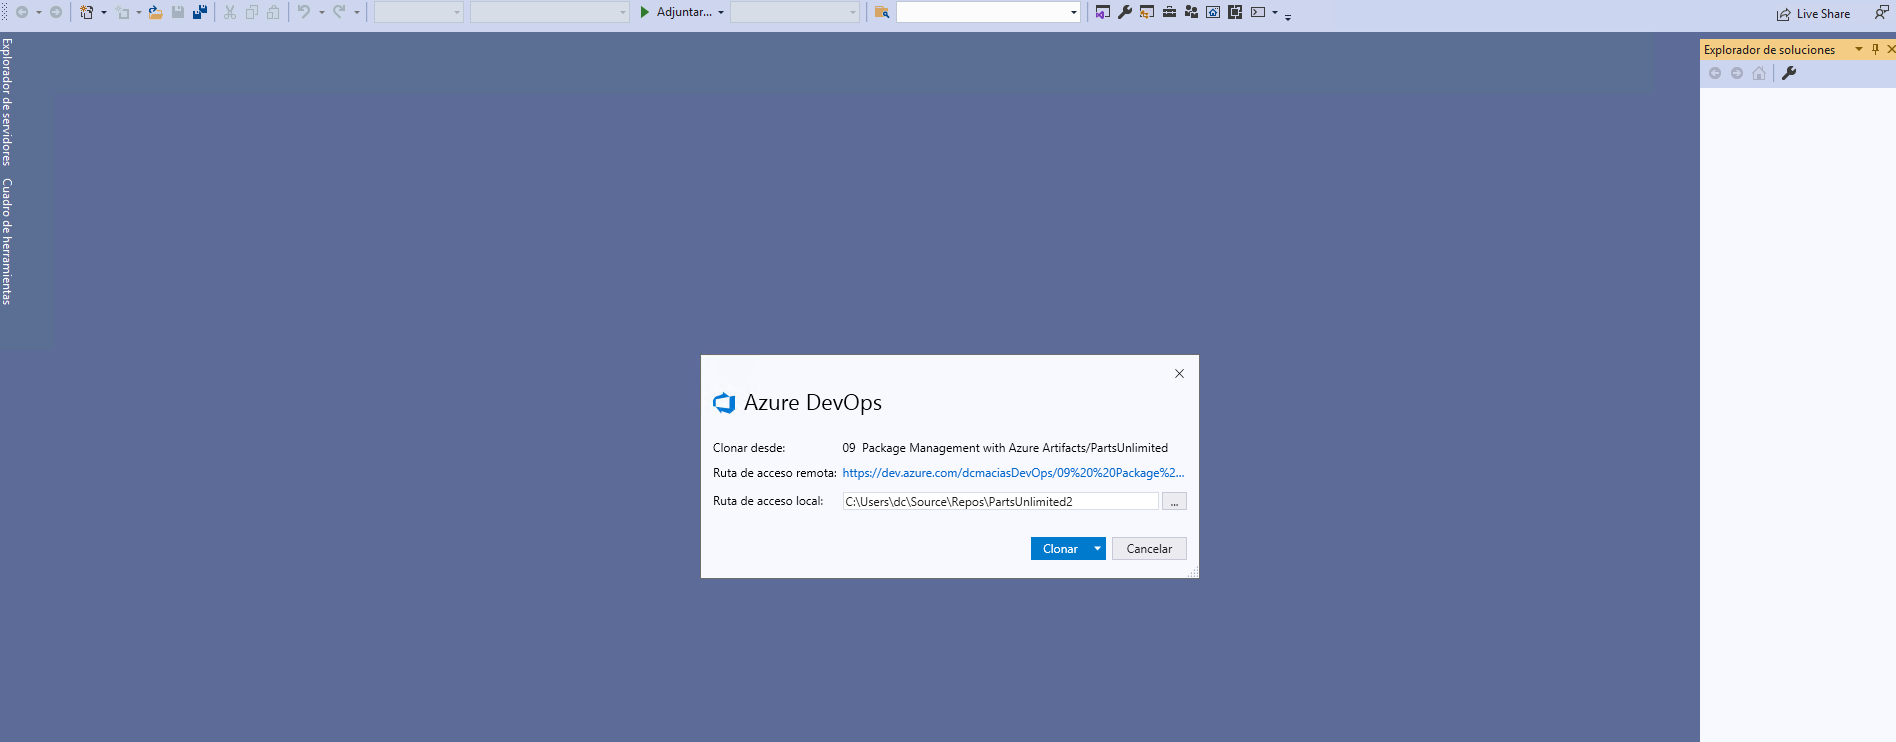 Adjuntar...
Live Share
Explorador de servidores
Cuadro de herramientas
Explorador de soluciones
Azure DevOps
Clonar desde: 09  Package Management with Azure Artifacts/PartsUnlimited
Ruta de acceso remota: https://dev.azure.com/dcmaciasDevOps/09%20%20Package%2...
Ruta de acceso local: C:\Users\dc\Source\Repos\PartsUnlimited2 ...
Clonar Cancelar